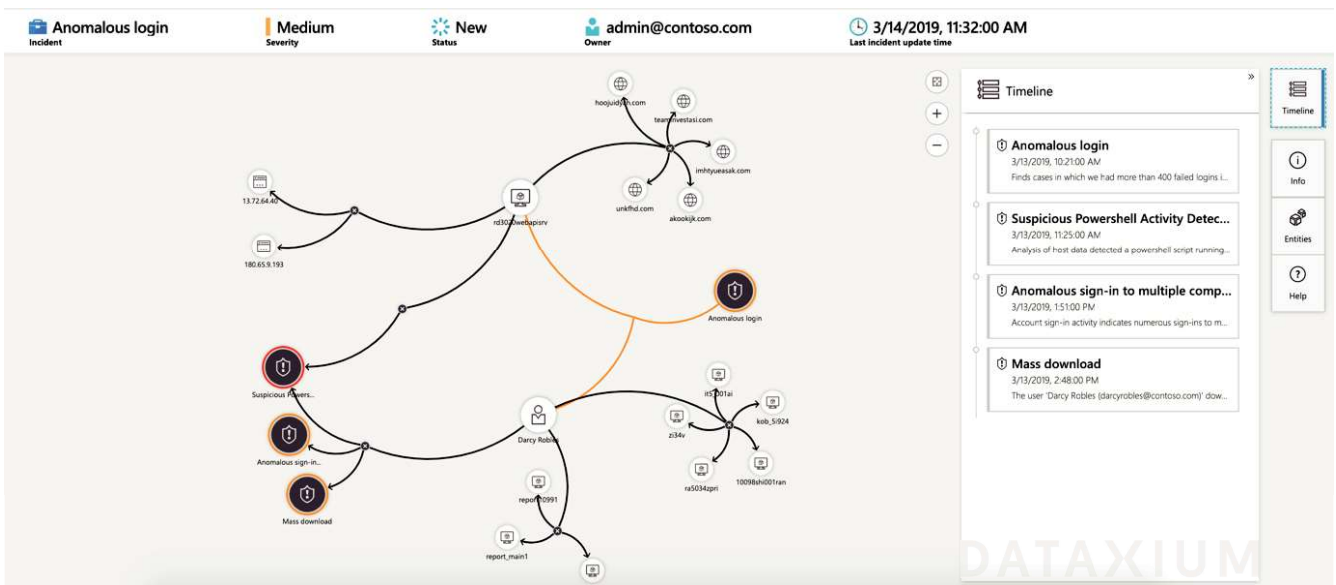 Anomalous login
Incident
Medium
Severity
New
Status
admin@contoso.com
Owner
3/14/2019, 11:32:00 AM
Last incident update time
hoojuidyah.com
teaminvestasi.com
imhtyueasak.com
unkfhd.com
akookijk.com
13.72.64.40
180.65.9.193
rd3020webapisrv
Anomalous login
Suspicious Powers...
Anomalous sign-in...
Mass download
Darcy Robles
zi34v
kob_5i924
ra5034zpri
10098shi001ran
report_main1
Timeline
»
Anomalous login
3/13/2019, 10:21:00 AM
Finds cases in which we had more than 400 failed logins i...
Suspicious Powershell Activity Detec...
3/13/2019, 11:25:00 AM
Analysis of host data detected a powershell script running...
Anomalous sign-in to multiple comp...
3/13/2019, 1:51:00 PM
Account sign-in activity indicates numerous sign-ins to m...
Mass download
3/13/2019, 2:48:00 PM
The user 'Darcy Robles (darcyrobles@contoso.com)' dow...
Timeline
Info
Entities
Help
DATAXIUM